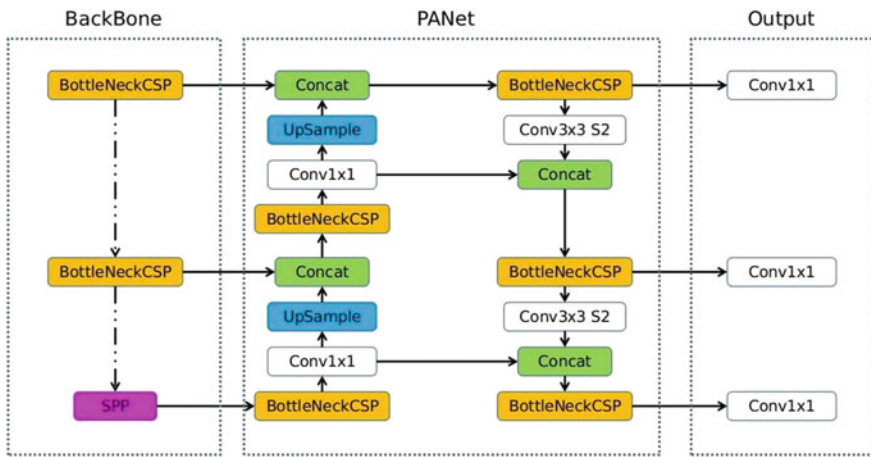 BackBone
PANet
Output
BottleNeckCSP
Concat
BottleNeckCSP
Conv1x1
UpSample
Conv3x3 S2
Conv1x1
Concat
BottleNeckCSP
BottleNeckCSP
Concat
BottleNeckCSP
Conv1x1
UpSample
Conv3x3 S2
Conv1x1
Concat
SPP
BottleNeckCSP
BottleNeckCSP
Conv1x1